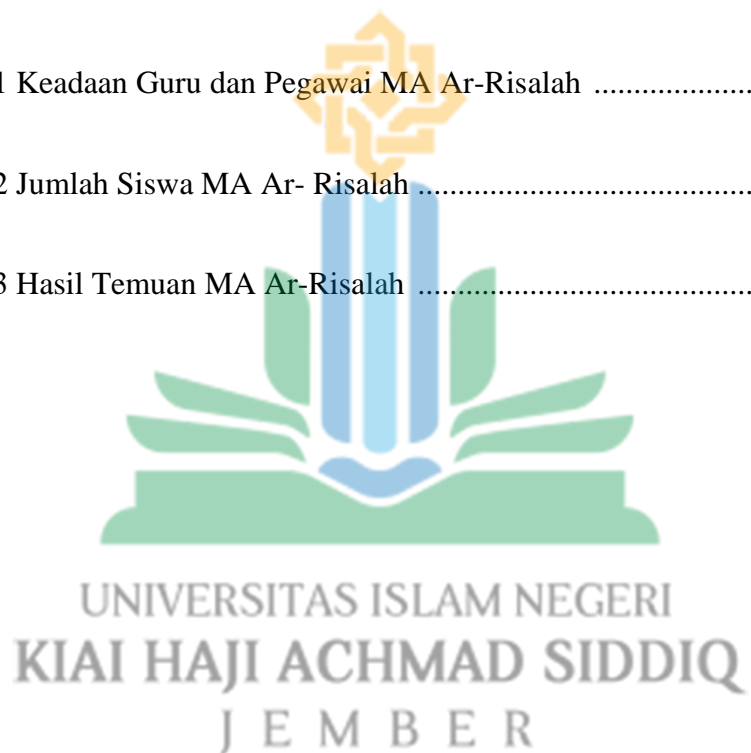 1 Keadaan Guru dan Pegawai MA Ar-Risalah ....................
2 Jumlah Siswa MA Ar- Risalah ..........................................
3 Hasil Temuan MA Ar-Risalah ..........................................
UNIVERSITAS ISLAM NEGERI
KIAI HAJI ACHMAD SIDDIQ
JEMBER